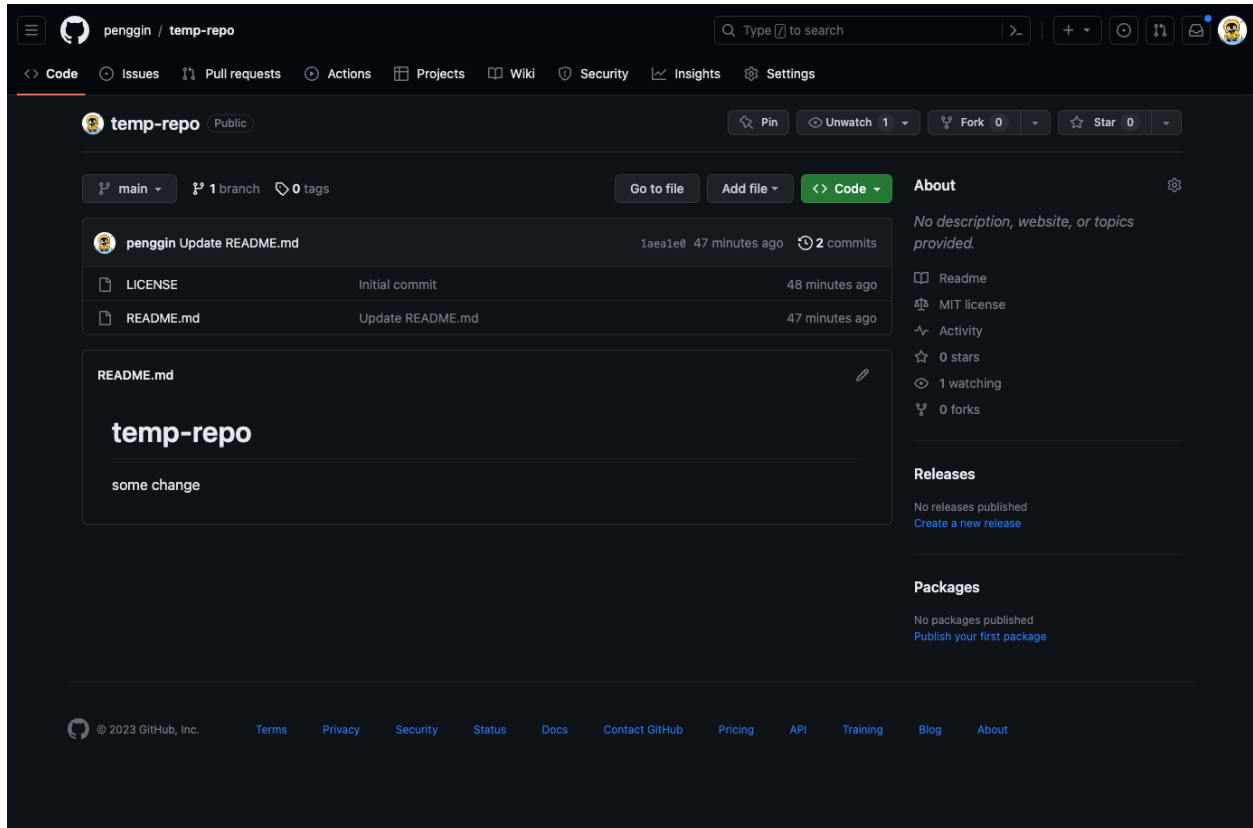 penggin / temp-repo
Type / to search
Code Issues Pull requests Actions Projects Wiki Security Insights Settings
temp-repo Public
Pin Unwatch 1 Fork 0 Star 0
main 1 branch 0 tags Go to file Add file Code
penggin Update README.md 1aea1e0 47 minutes ago 2 commits
LICENSE Initial commit 48 minutes ago
README.md Update README.md 47 minutes ago
README.md
temp-repo
some change
About
No description, website, or topics
provided.
Readme
MIT license
Activity
0 stars
1 watching
0 forks
Releases
No releases published
Create a new release
Packages
No packages published
Publish your first package
© 2023 GitHub, Inc. Terms Privacy Security Status Docs Contact GitHub Pricing API Training Blog About